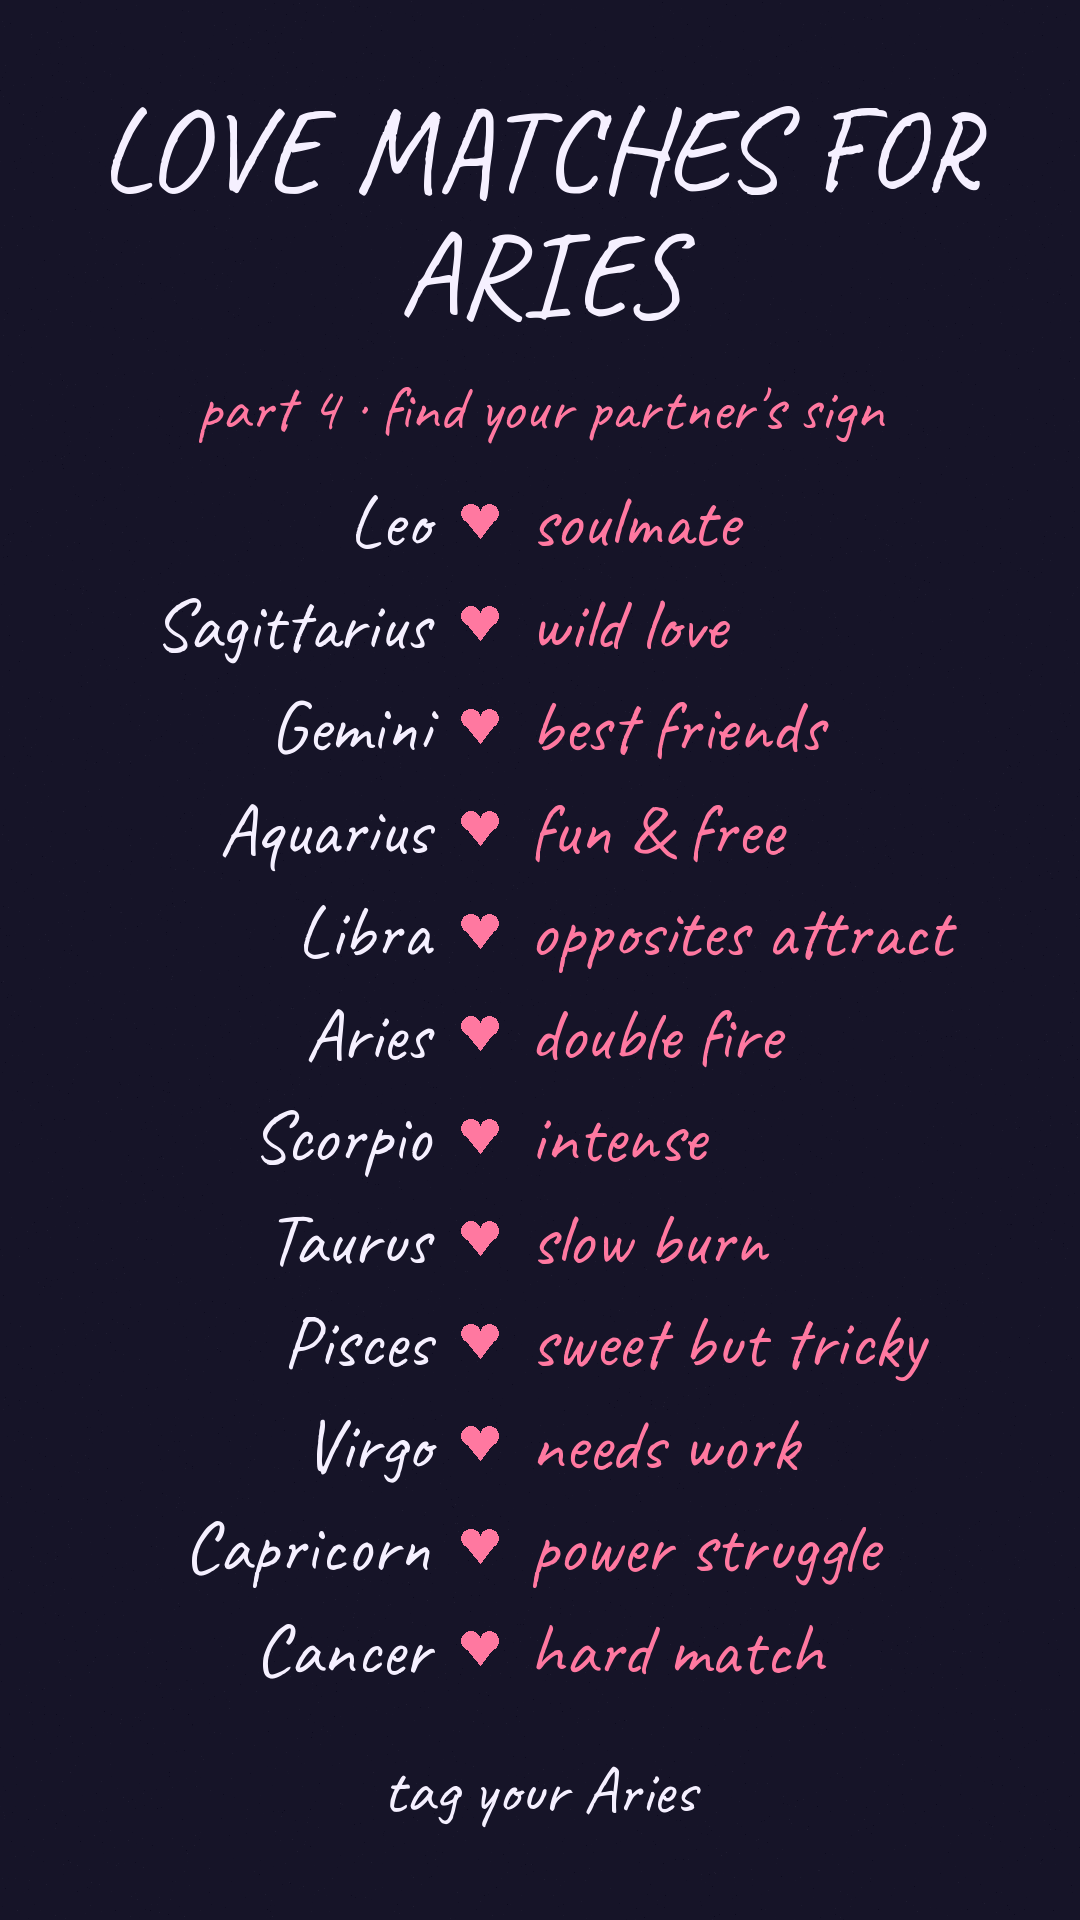 LOVE MATCHES FOR
ARIES
part 4 · find your partner's sign
Leo ♥ soulmate
Sagittarius ♥ wild love
Gemini ♥ best friends
Aquarius ♥ fun & free
Libra ♥ opposites attract
Aries ♥ double fire
Scorpio ♥ intense
Taurus ♥ slow burn
Pisces ♥ sweet but tricky
Virgo ♥ needs work
Capricorn ♥ power struggle
Cancer ♥ hard match
tag your Aries